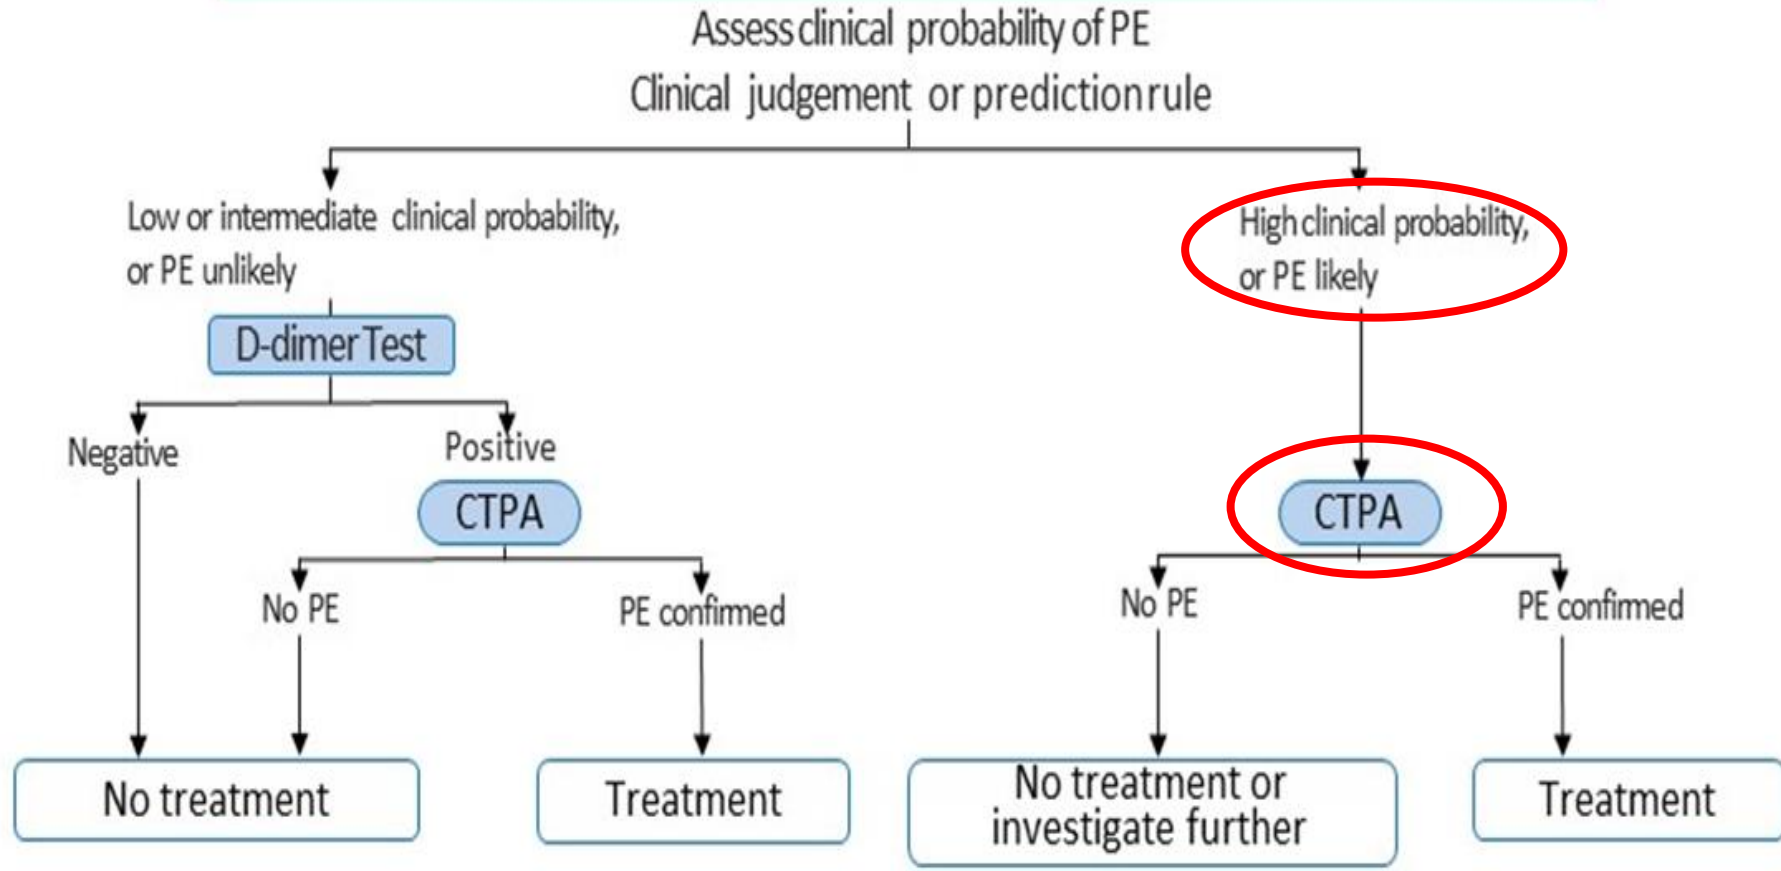 Assess clinical probability of PE
Clinical judgement or prediction rule
Low or intermediate clinical probability,
or PE unlikely
High clinical probability,
or PE likely
D-dimer Test
Negative
Positive
CTPA
CTPA
No PE
PE confirmed
No PE
PE confirmed
No treatment
Treatment
No treatment or
investigate further
Treatment